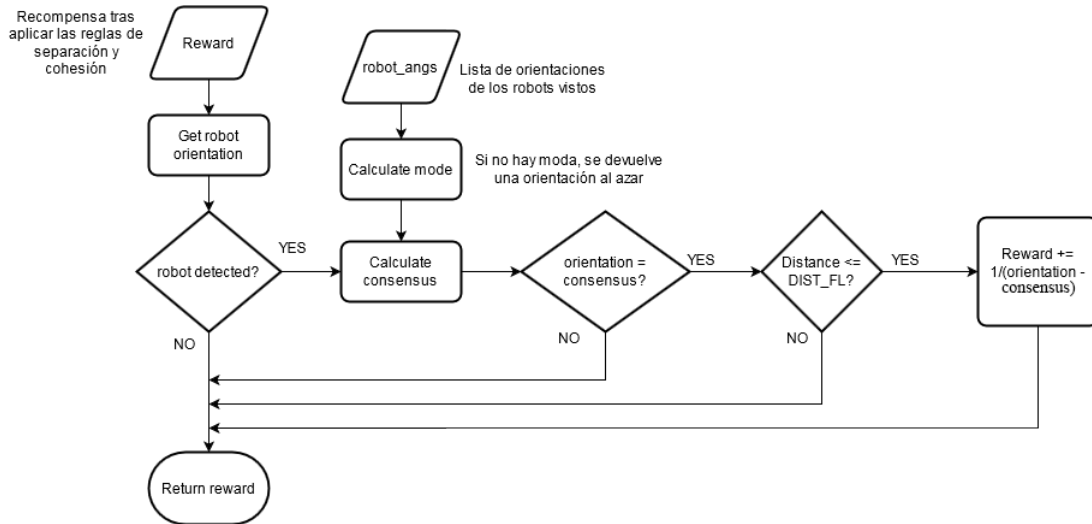 Recompensa tras
aplicar las reglas de
separación y
cohesión
Reward
robot_angs
Lista de orientaciones
de los robots vistos
Get robot
orientation
Calculate mode
Si no hay moda, se devuelve
una orientación al azar
robot detected?
YES
Calculate
consensus
orientation =
consensus?
YES
Distance <=
DIST_FL?
YES
Reward +=
1/(orientation -
consensus)
NO
NO
NO
Return reward